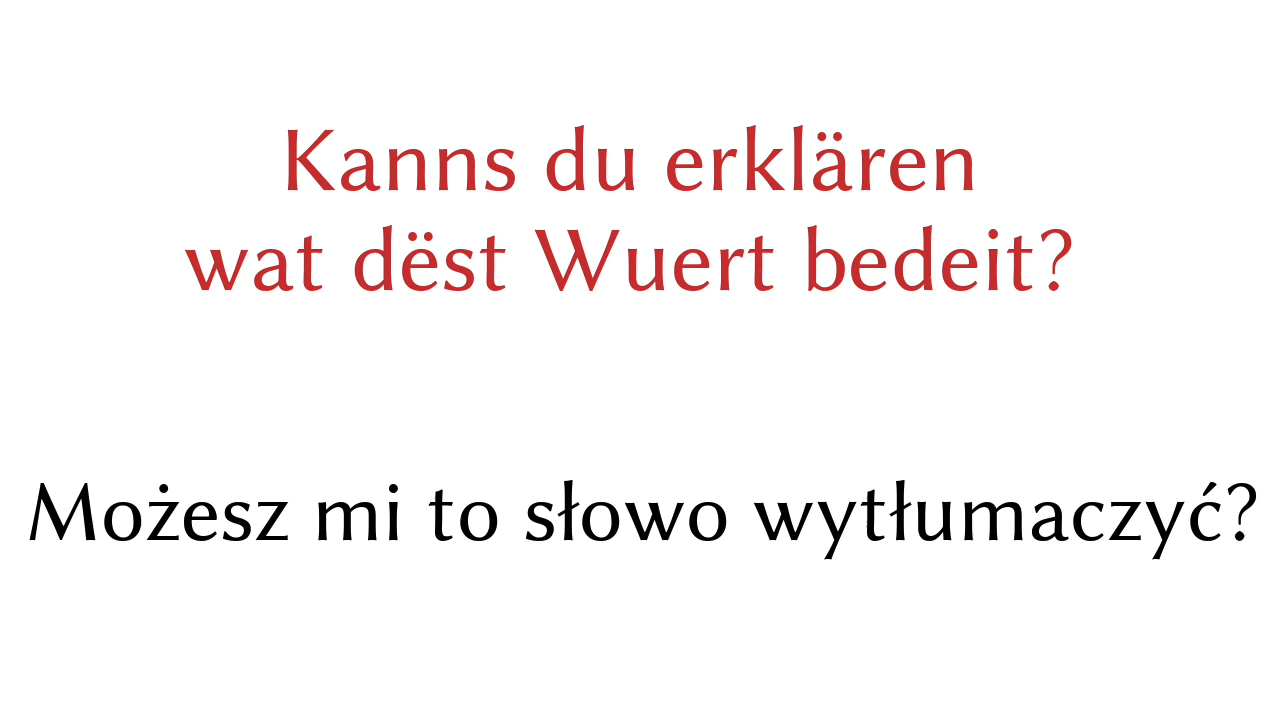 Kanns du erklären
wat dëst Wuert bedeit?
Możesz mi to słowo wytłumaczyć?